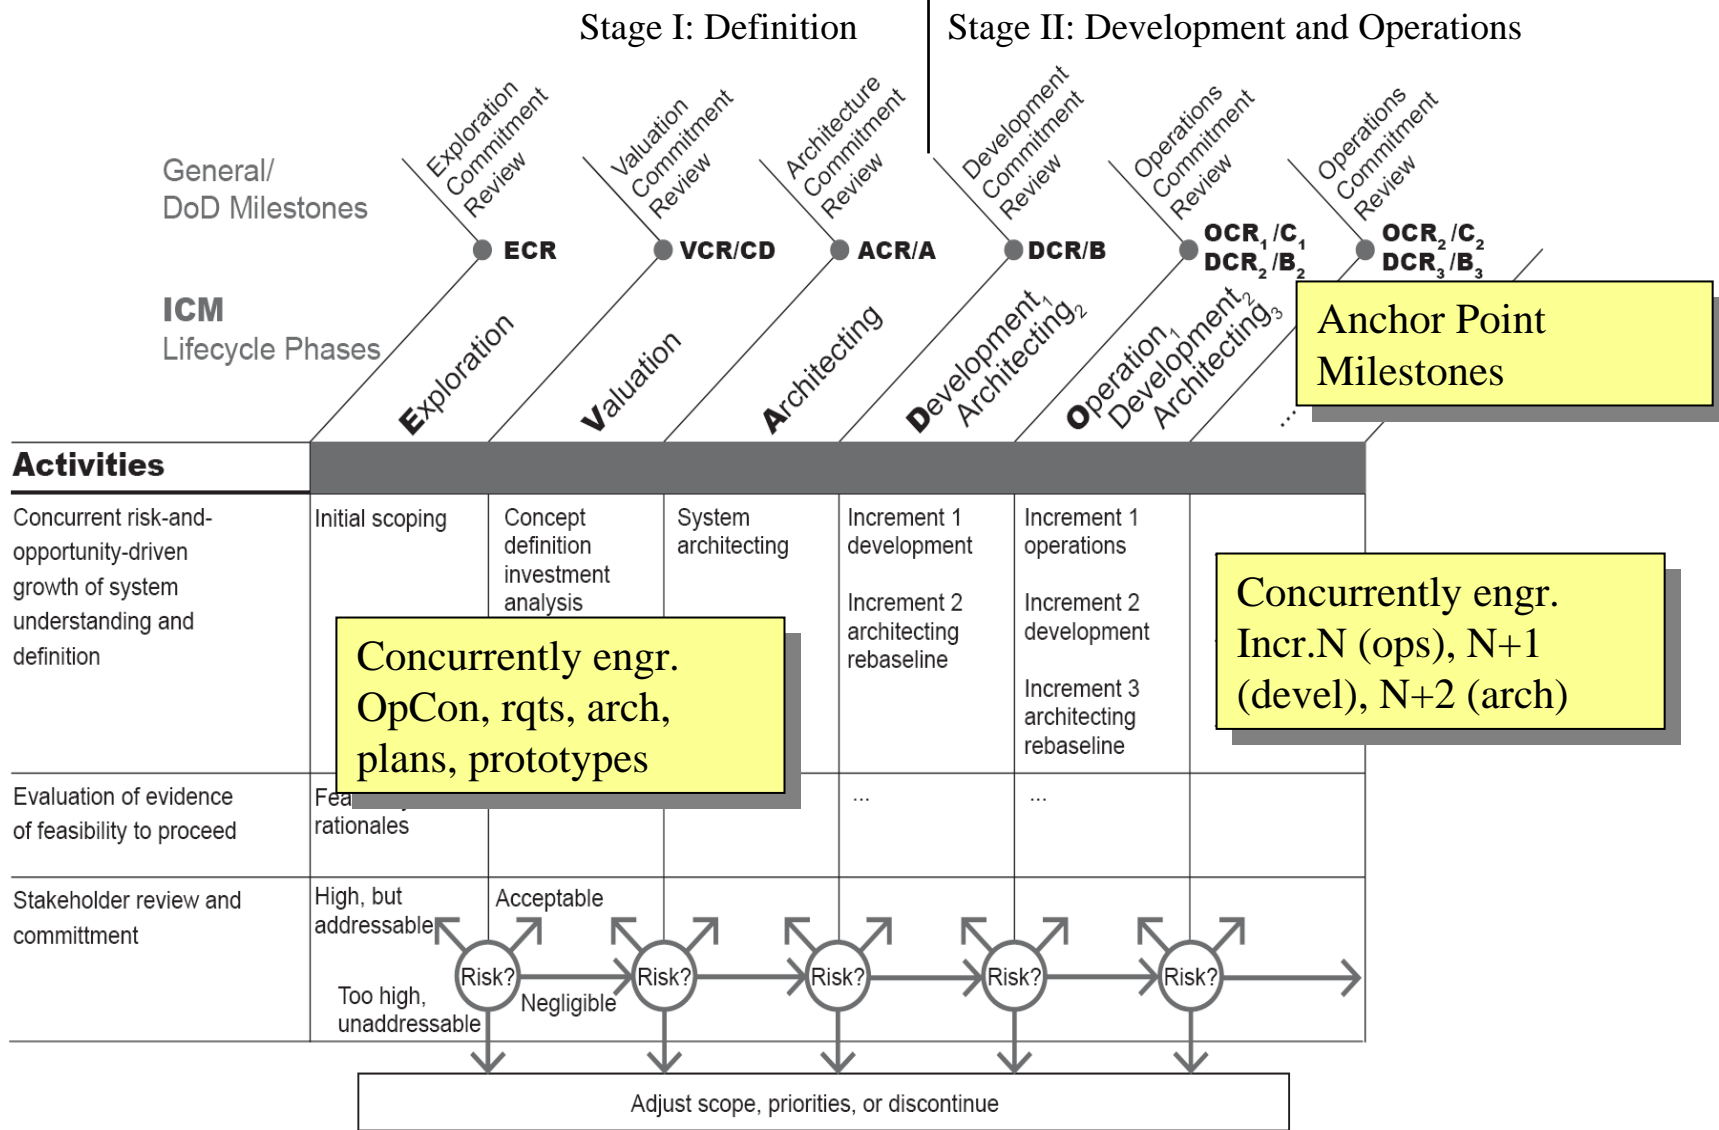 Stage I: Definition
Stage II: Development and Operations
General/
DoD Milestones
Exploration
Commitment
Review
Valuation
Commitment
Review
Architecture
Commitment
Review
Development
Commitment
Review
Operations
Commitment
Review
Operations
Commitment
Review
ECR
VCR/CD
ACR/A
DCR/B
OCR1/C1
DCR2/B2
OCR2/C2
DCR3/B3
ICM
Lifecycle Phases
Exploration
Valuation
Architecting
Development1
Architecting2
Operation1
Development2
Architecting3
...
Anchor Point
Milestones
Activities
Concurrent risk-and-
opportunity-driven
growth of system
understanding and
definition
Initial scoping
Concept
definition
investment
analysis
System
architecting
Increment 1
development
Increment 2
architecting
rebaseline
Increment 1
operations
Increment 2
development
Increment 3
architecting
rebaseline
Concurrently engr.
OpCon, rqts, arch,
plans, prototypes
Concurrently engr.
Incr.N (ops), N+1
(devel), N+2 (arch)
Evaluation of evidence
of feasibility to proceed
rationales
...
...
Stakeholder review and
committment
High, but
addressable
Acceptable
Too high,
unaddressable
Negligible
Risk?
Risk?
Risk?
Risk?
Risk?
Adjust scope, priorities, or discontinue